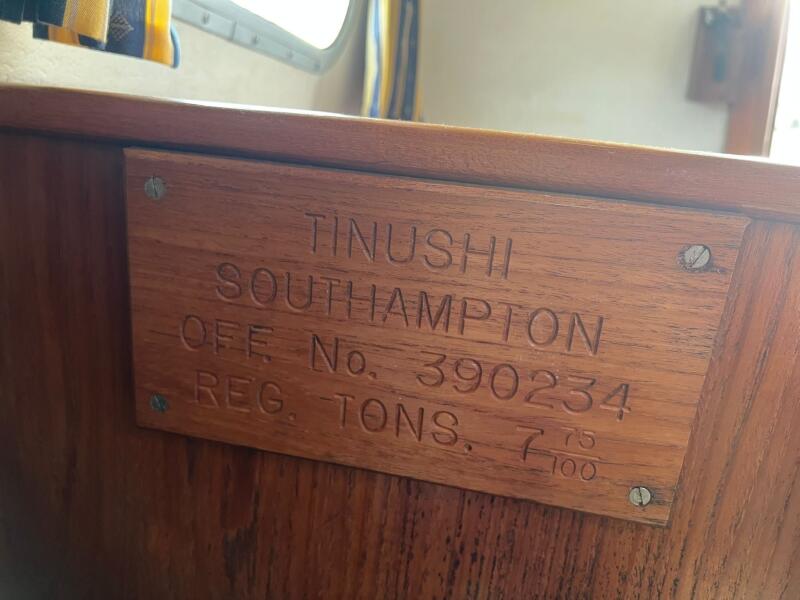 TINUSHI
SOUTHAMPTON
OFF. No. 390234
REG. TONS. 7 75/100